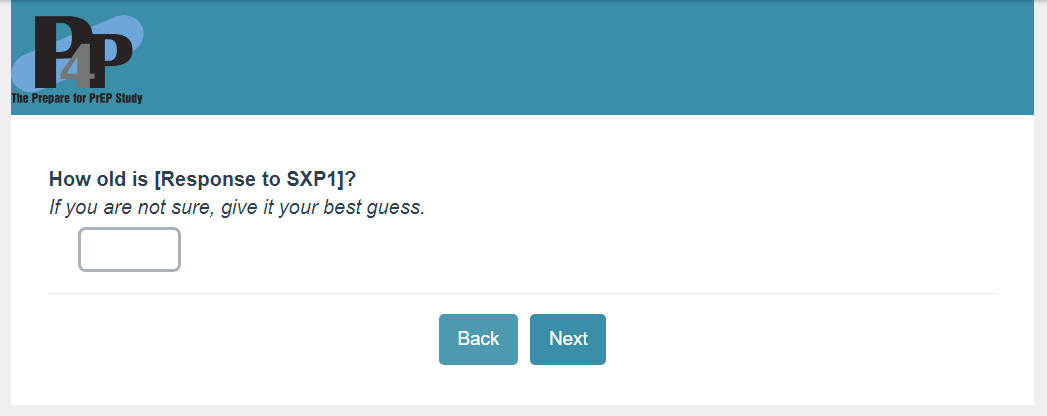 P4P
The Prepare for PrEP Study
How old is [Response to SXP1]?
If you are not sure, give it your best guess.
Back Next